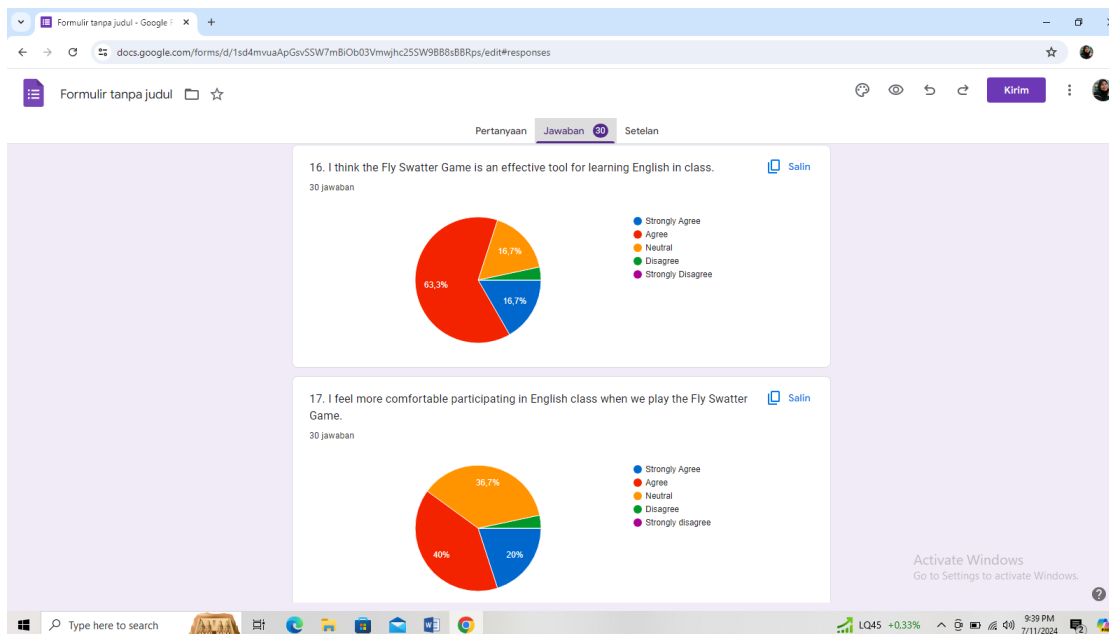 Formulir tanpa judul - Google F
docs.google.com/forms/d/1sd4mvuaApGsvSSW7mBiOb03Vmwjhc25SW9BB8sBBRps/edit#responses
Formulir tanpa judul
Kirim
Pertanyaan Jawaban 30 Setelan
16. I think the Fly Swatter Game is an effective tool for learning English in class.
Salin
30 jawaban
Strongly Agree
Agree
Neutral
Disagree
Strongly Disagree
16,7%
63,3%
16,7%
17. I feel more comfortable participating in English class when we play the Fly Swatter
Game.
Salin
30 jawaban
Strongly Agree
Agree
Neutral
Disagree
Strongly disagree
36,7%
40%
20%
Activate Windows
Go to Settings to activate Windows.
Type here to search
LQ45 +0,33%
9:39 PM
7/11/2024
2